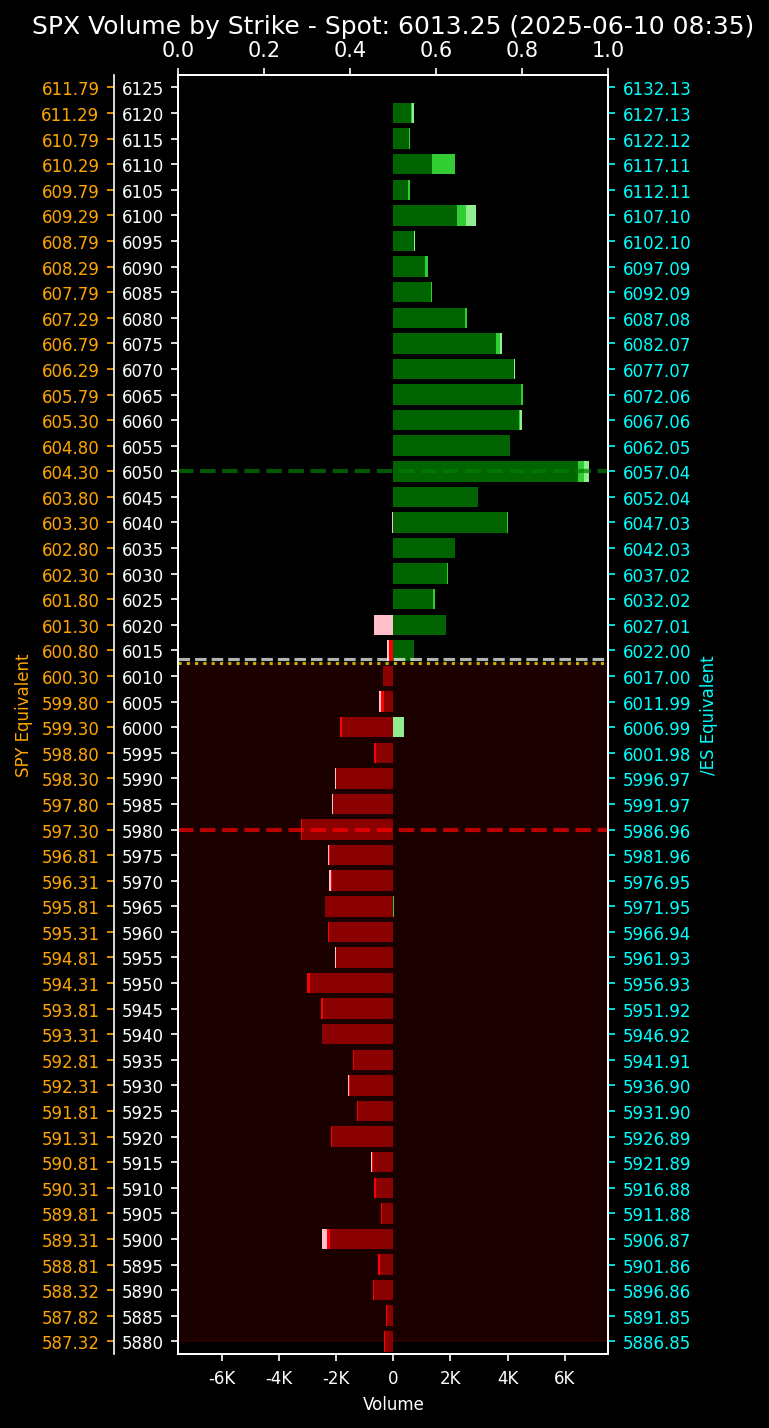 SPX Volume by Strike - Spot: 6013.25 (2025-06-10 08:35)
0.0 0.2 0.4 0.6 0.8 1.0
611.79 6125 6132.13
611.29 6120 6127.13
610.79 6115 6122.12
610.29 6110 6117.11
609.79 6105 6112.11
609.29 6100 6107.10
608.79 6095 6102.10
608.29 6090 6097.09
607.79 6085 6092.09
607.29 6080 6087.08
606.79 6075 6082.07
606.29 6070 6077.07
605.79 6065 6072.06
605.30 6060 6067.06
604.80 6055 6062.05
604.30 6050 6057.04
603.80 6045 6052.04
603.30 6040 6047.03
602.80 6035 6042.03
602.30 6030 6037.02
601.80 6025 6032.02
601.30 6020 6027.01
600.80 6015 6022.00
600.30 6010 6017.00
599.80 6005 6011.99
599.30 6000 6006.99
598.80 5995 6001.98
598.30 5990 5996.97
597.80 5985 5991.97
597.30 5980 5986.96
596.81 5975 5981.96
596.31 5970 5976.95
595.81 5965 5971.95
595.31 5960 5966.94
594.81 5955 5961.93
594.31 5950 5956.93
593.81 5945 5951.92
593.31 5940 5946.92
592.81 5935 5941.91
592.31 5930 5936.90
591.81 5925 5931.90
591.31 5920 5926.89
590.81 5915 5921.89
590.31 5910 5916.88
589.81 5905 5911.88
589.31 5900 5906.87
588.81 5895 5901.86
588.32 5890 5896.86
587.82 5885 5891.85
587.32 5880 5886.85
SPY Equivalent
/ES Equivalent
-6K -4K -2K 0 2K 4K 6K
Volume